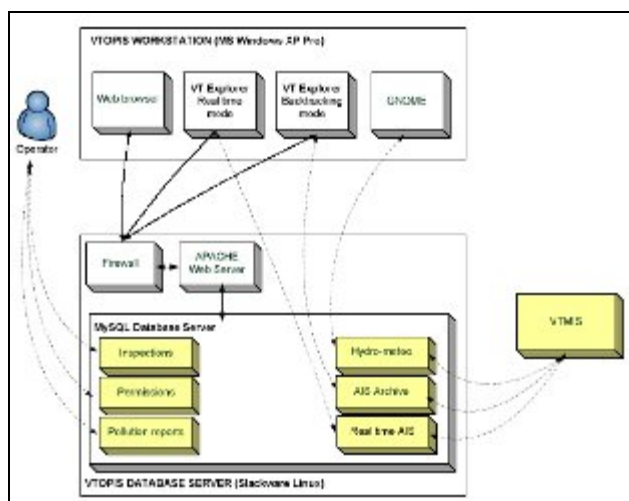 VTOPIS WORKSTATION (MS Windows XP Pro)
Web browser
VT Explorer
Real time
mode
VT Explorer
Backtracking
mode
GNOME
Operator
Firewall
APACHE
Web Server
MySQL Database Server
Inspections
Permissions
Pollution reports
Hydro-meteo
AIS Archive
Real time AIS
VTMIS
VTOPIS DATABASE SERVER (Slackware Linux)